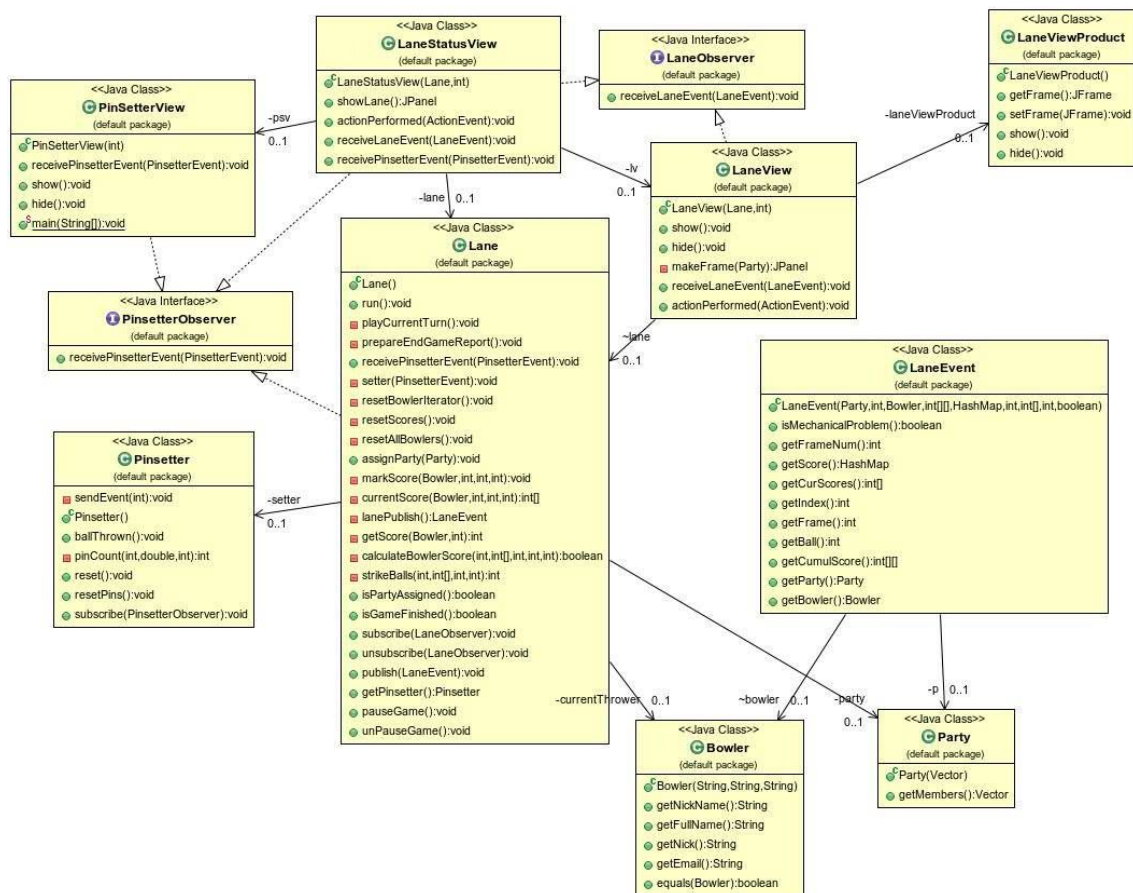 <<Java Class>>
LaneStatusView
(default package)
LaneStatusView(Lane,int)
showLane():JPanel
actionPerformed(ActionEvent):void
receiveLaneEvent(LaneEvent):void
receivePinsetterEvent(PinsetterEvent):void
<<Java Interface>>
LaneObserver
(default package)
receiveLaneEvent(LaneEvent):void
<<Java Class>>
LaneViewProduct
(default package)
LaneViewProduct()
getFrame():JFrame
setFrame(JFrame):void
show():void
hide():void
<<Java Class>>
PinSetterView
(default package)
PinSetterView(int)
receivePinsetterEvent(PinsetterEvent):void
show():void
hide():void
main(String[]):void
-psv
0..1
-laneViewProduct
0..1
-lv
0..1
-lane
0..1
<<Java Class>>
LaneView
(default package)
LaneView(Lane,int)
show():void
hide():void
makeFrame(Party):JPanel
receiveLaneEvent(LaneEvent):void
actionPerformed(ActionEvent):void
<<Java Class>>
Lane
(default package)
Lane()
run():void
playCurrentTurn():void
prepareEndGameReport():void
receivePinsetterEvent(PinsetterEvent):void
setter(PinsetterEvent):void
resetBowlerIterator():void
resetScores():void
resetAllBowlers():void
assignParty(Party):void
markScore(Bowler,int,int,int):void
currentScore(Bowler,int,int,int):int[]
lanePublish():LaneEvent
getScore(Bowler,int):int
calculateBowlerScore(int,int[],int,int,int):boolean
strikeBalls(int,int[],int,int):int
isPartyAssigned():boolean
isGameFinished():boolean
subscribe(LaneObserver):void
unsubscribe(LaneObserver):void
publish(LaneEvent):void
getPinsetter():Pinsetter
pauseGame():void
unPauseGame():void
<<Java Interface>>
PinsetterObserver
(default package)
receivePinsetterEvent(PinsetterEvent):void
~lane
0..1
<<Java Class>>
LaneEvent
(default package)
LaneEvent(Party,int,Bowler,int[][],HashMap,int,int[],int,boolean)
isMechanicalProblem():boolean
getFrameNum():int
getScore():HashMap
getCurScores():int[]
getIndex():int
getFrame():int
getBall():int
getCumulScore():int[][]
getParty():Party
getBowler():Bowler
<<Java Class>>
Pinsetter
(default package)
sendEvent(int):void
Pinsetter()
ballThrown():void
pinCount(int,double,int):int
reset():void
resetPins():void
subscribe(PinsetterObserver):void
-setter
0..1
-currentThrower
0..1
~bowler
0..1
-party
0..1
-p
0..1
<<Java Class>>
Bowler
(default package)
Bowler(String,String,String)
getNickName():String
getFullName():String
getNick():String
getEmail():String
equals(Bowler):boolean
<<Java Class>>
Party
(default package)
Party(Vector)
getMembers():Vector